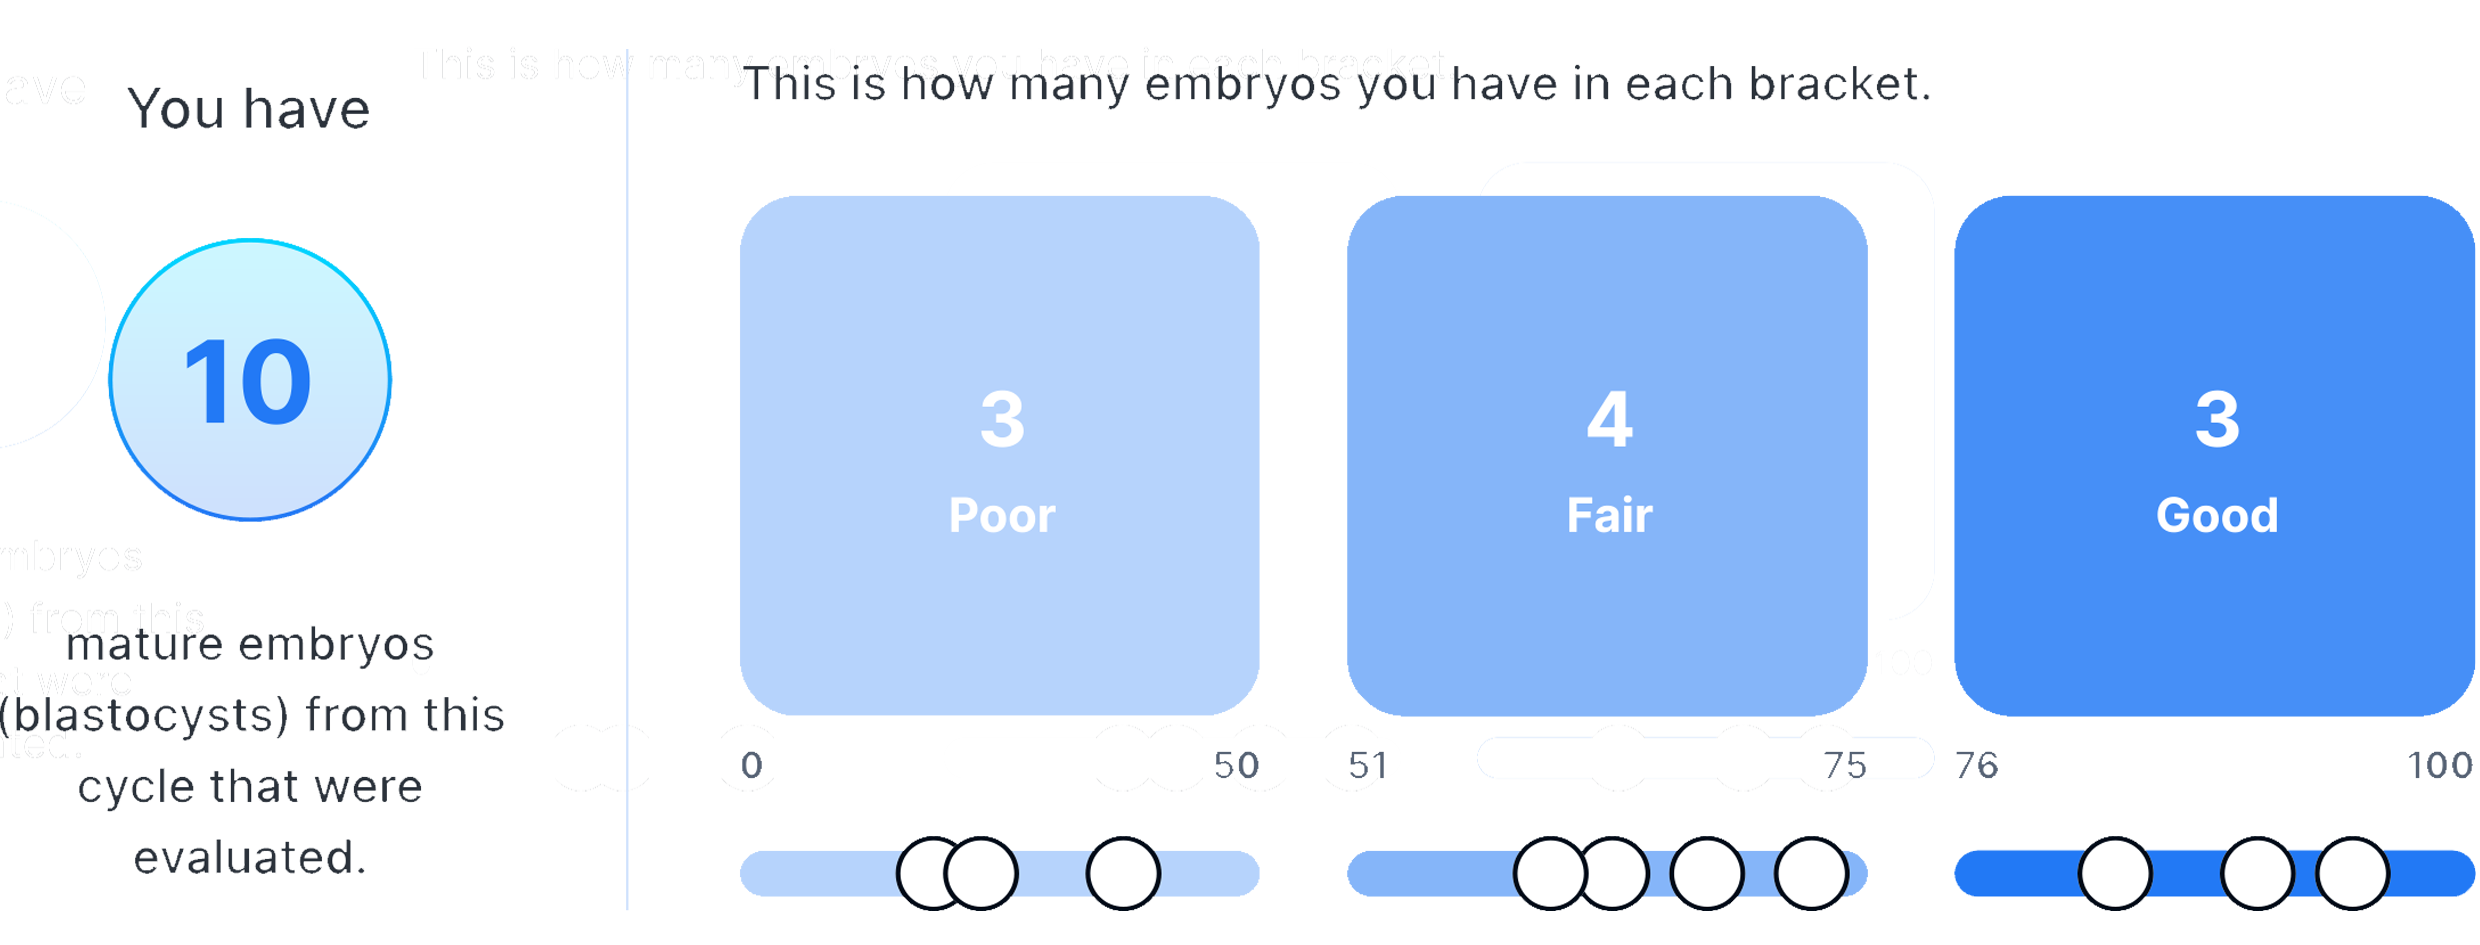 You have
10
mature embryos
(blastocysts) from this
cycle that were
evaluated.
This is how many embryos you have in each bracket.
3
Poor
0 50
4
Fair
51 75
3
Good
76 100